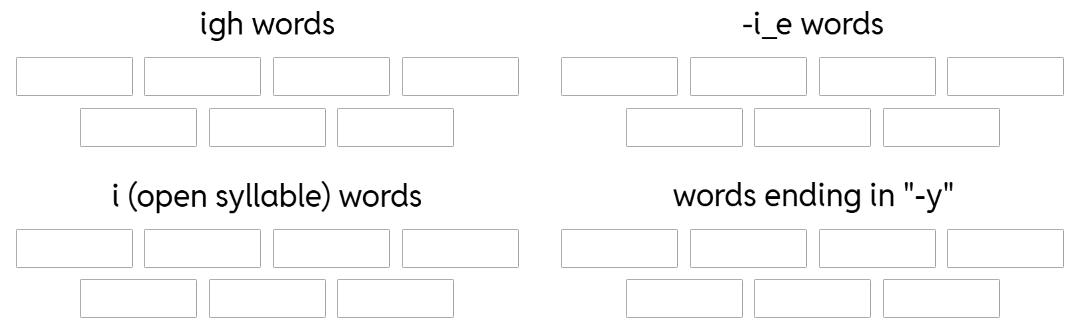 igh words
-i_e words
i (open syllable) words
words ending in "-y"